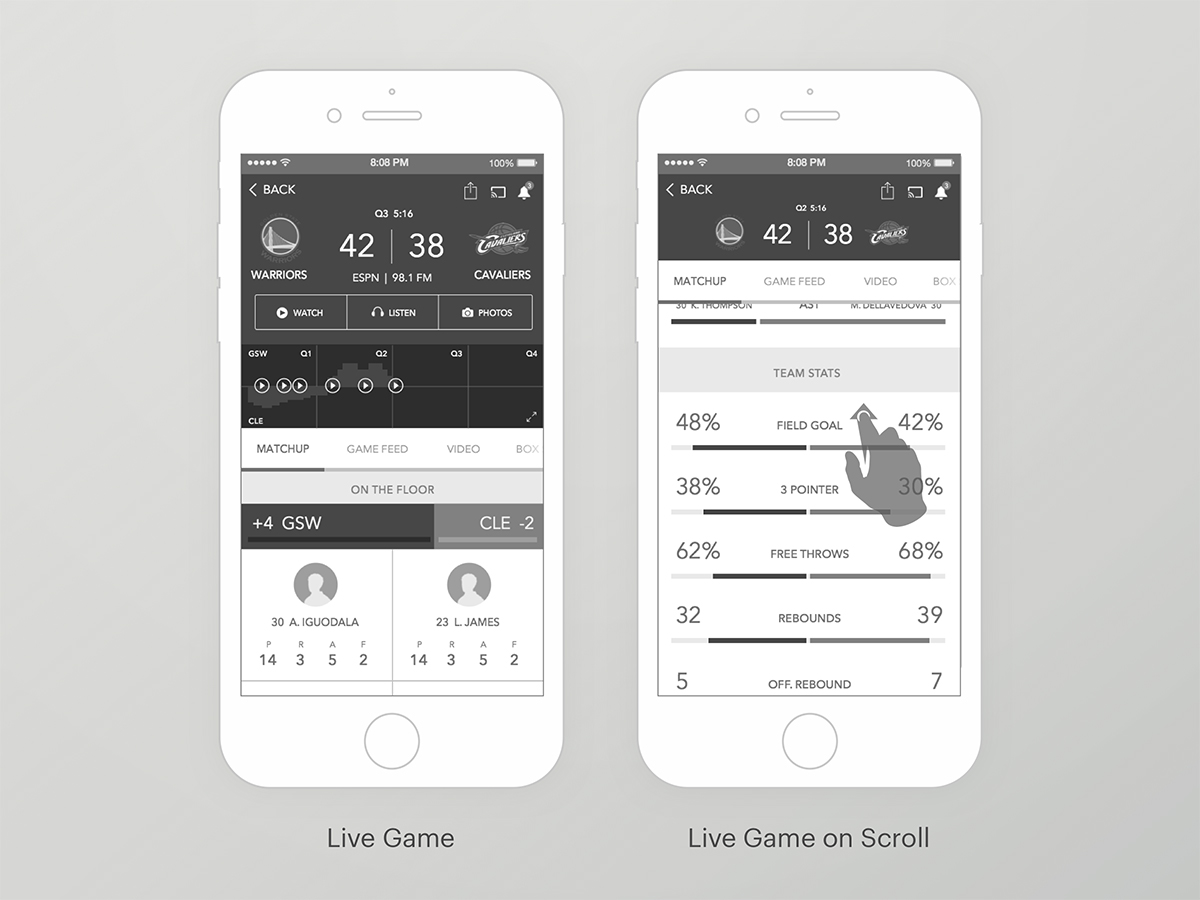 8:08 PM
100%
BACK
3
Q3 5:16
42 38
WARRIORS
CAVALIERS
WARRIORS
ESPN | 98.1 FM
CAVALIERS
WATCH
LISTEN
PHOTOS
GSW Q1 Q2 Q3 Q4
CLE
MATCHUP GAME FEED VIDEO BOX
ON THE FLOOR
+4 GSW
CLE -2
30 A. IGUODALA
P R A F
14 3 5 2
23 L. JAMES
P R A F
14 3 5 2
Live Game
8:08 PM
100%
BACK
3
Q2 5:16
42 38
CAVALIERS
MATCHUP GAME FEED VIDEO BOX
30 K. THOMPSON AST M. DELLAVEDOVA 30
TEAM STATS
48% FIELD GOAL 42%
38% 3 POINTER 30%
62% FREE THROWS 68%
32 REBOUNDS 39
5 OFF. REBOUND 7
Live Game on Scroll